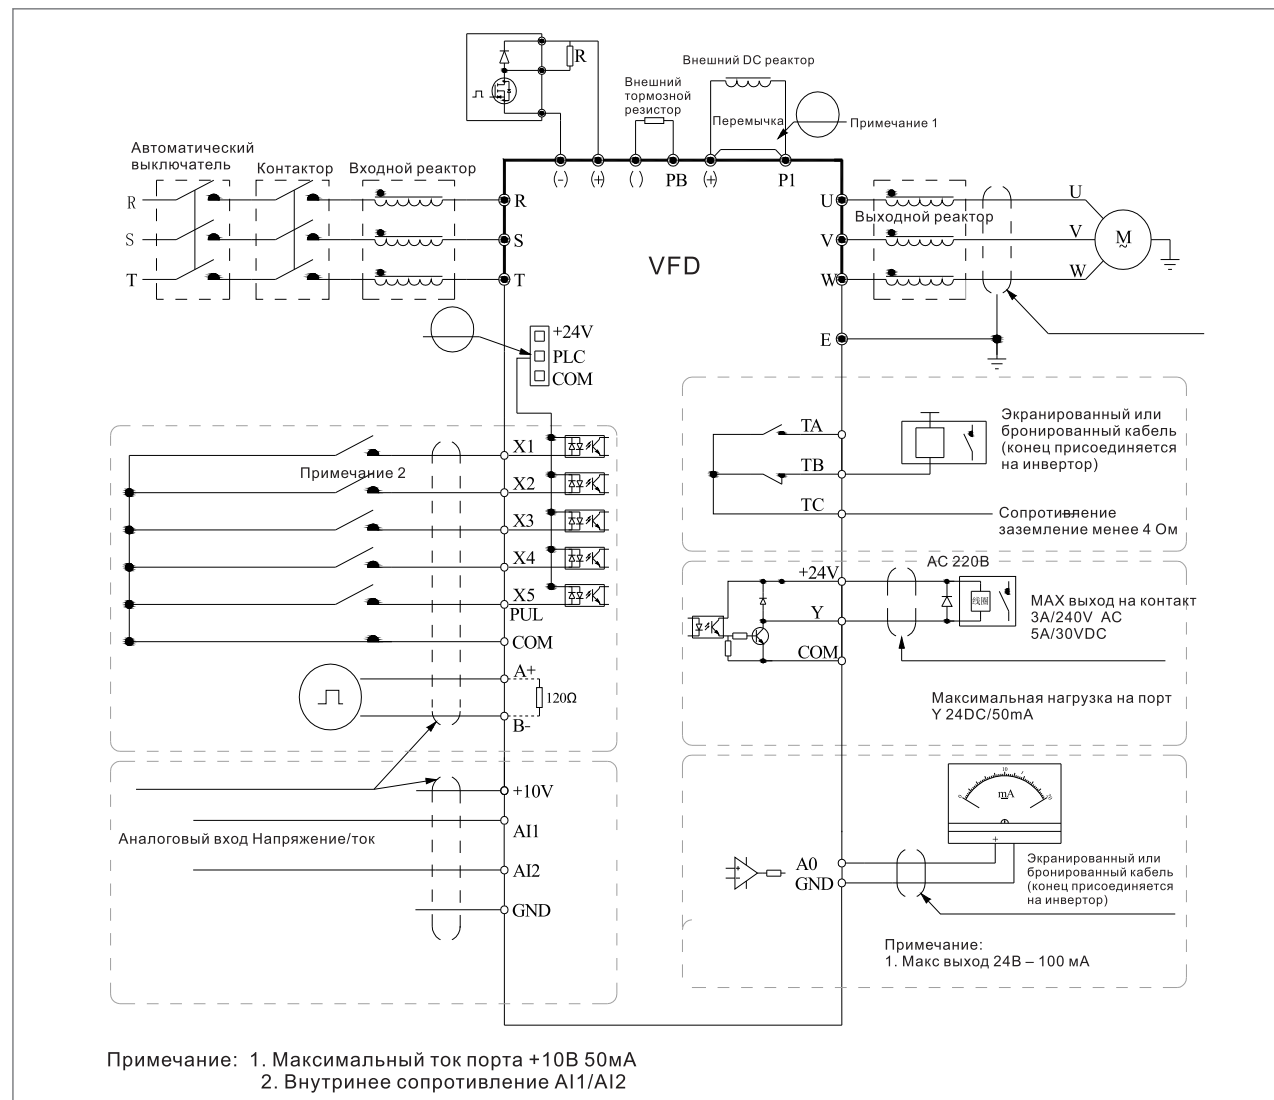 R
Внешний DC реактор
Внешний
тормозной
резистор
Перемычка
Примечание 1
Автоматический
выключатель
Контактор
Входной реактор
(-)
(+)
( )
PB
(+)
P1
R
R
U
U
Выходной реактор
S
S
V
V
M
~
VFD
T
T
W
W
+24V
PLC
COM
E
X1
Примечание 2
X2
X3
X4
X5
PUL
COM
A+
120Ω
B-
TA
TB
TC
Экранированный или
бронированный кабель
(конец присоединяется
на инвертор)
Сопротивление
заземление менее 4 Ом
AC 220В
+24V
Y
COM
线圈
MAX выход на контакт
3A/240V AC
5A/30VDC
Максимальная нагрузка на порт
Y 24DC/50mA
+10V
AI1
Аналоговый вход Напряжение/ток
AI2
GND
0
10
mA
+
A0
GND
Экранированный или
бронированный кабель
(конец присоединяется
на инвертор)
Примечание:
1. Макс выход 24В – 100 мА
Примечание: 1. Максимальный ток порта +10В 50мА
2. Внутринее сопротивление AI1/AI2